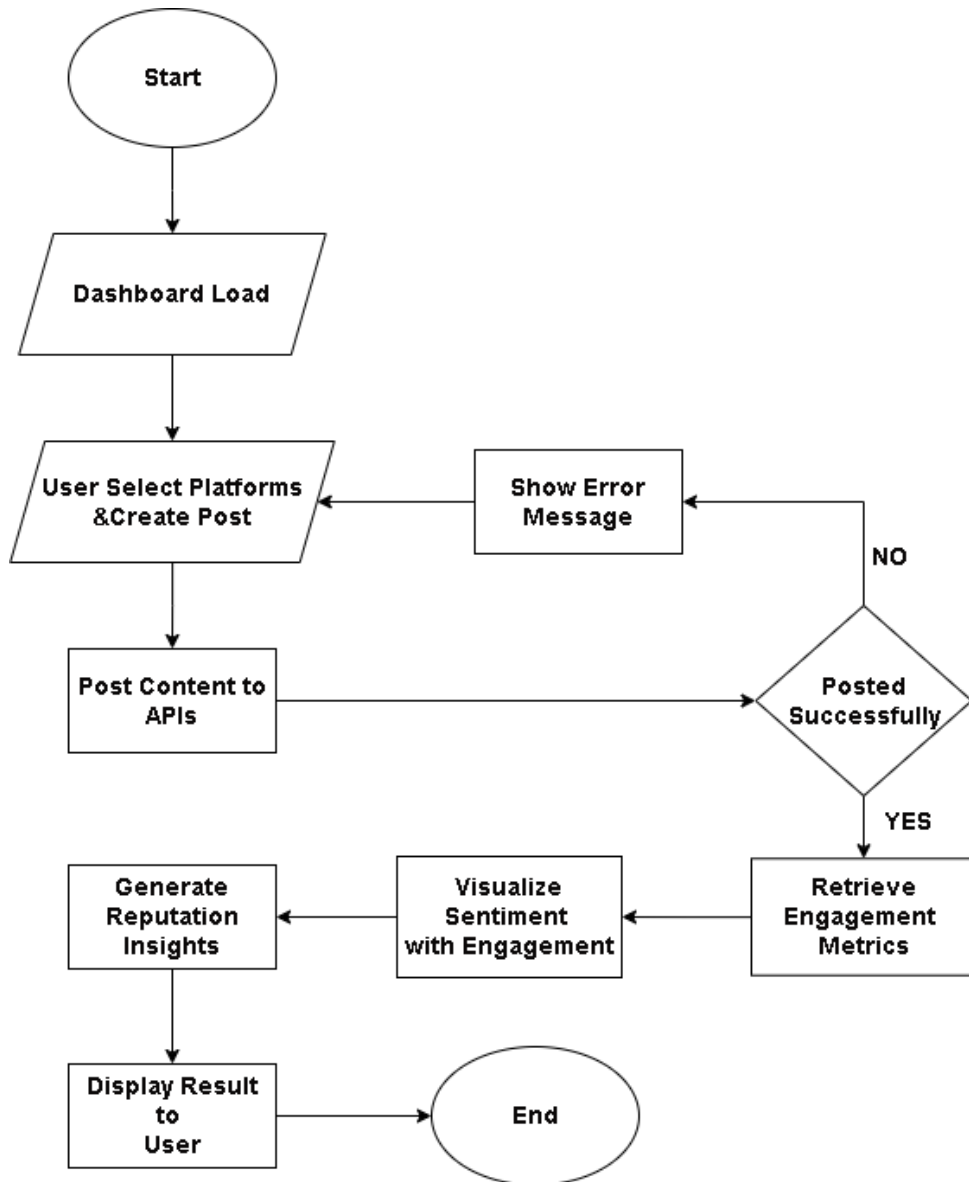 Start
Dashboard Load
User Select Platforms
&Create Post
Show Error
Message
NO
Post Content to
APIs
Posted
Successfully
YES
Generate
Reputation
Insights
Visualize
Sentiment
with Engagement
Retrieve
Engagement
Metrics
Display Result
to
User
End